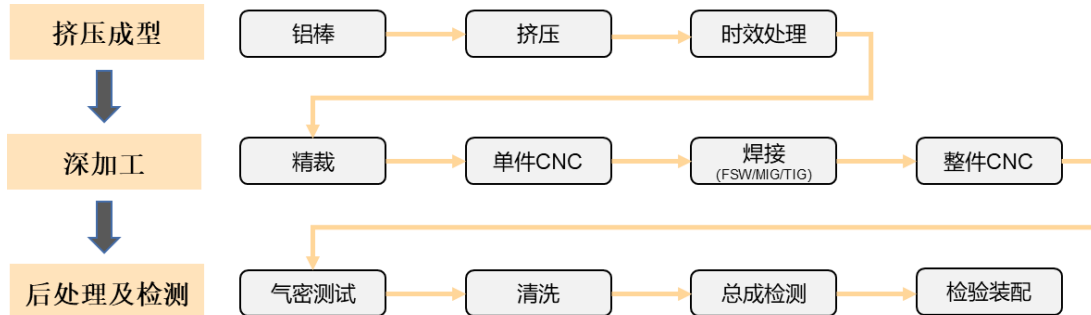 挤压成型
铝棒
挤压
时效处理
深加工
精裁
单件CNC
焊接
(FSW/MIG/TIG)
整件CNC
后处理及检测
气密测试
清洗
总成检测
检验装配